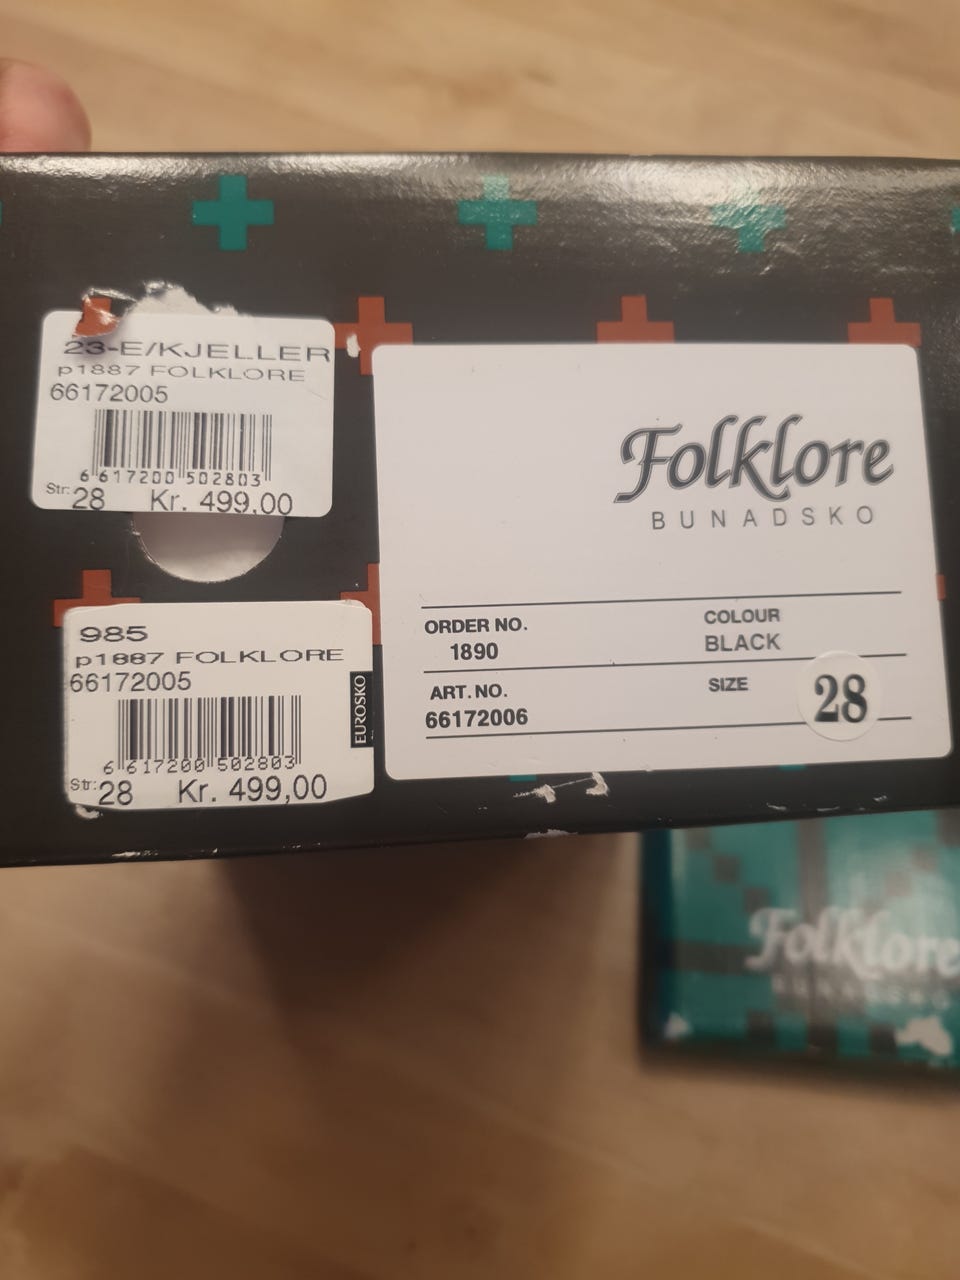 23-E/KJELLER
p1887 FOLKLORE
66172005
6 617200 502803
Str: 28 Kr. 499,00
985
p1887 FOLKLORE
66172005
6 617200 502803
Str: 28 Kr. 499,00
EUROSKO
Folklore
BUNADSKO
ORDER NO.
1890
COLOUR
BLACK
ART. NO.
66172006
SIZE
28
Folklore
BUNADSKO